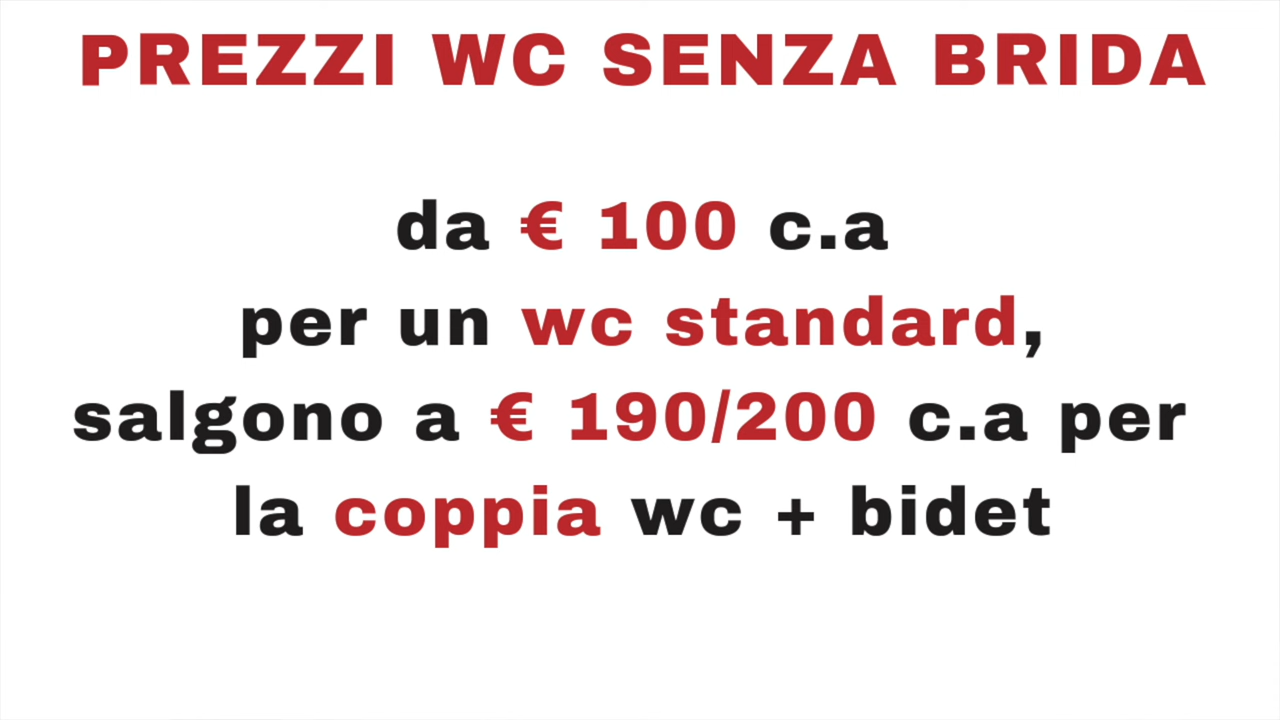 PREZZI WC SENZA BRIDA
da € 100 c.a
per un wc standard,
salgono a € 190/200 c.a per
la coppia wc + bidet